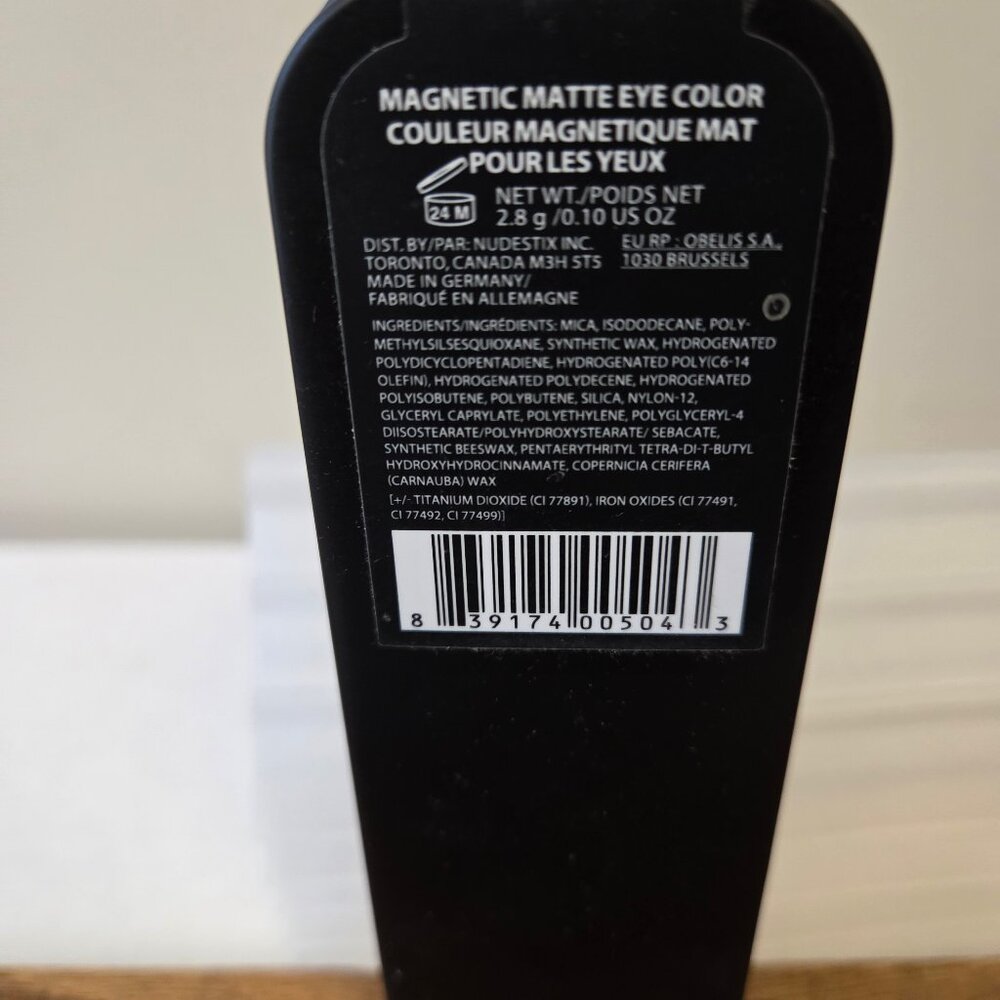 MAGNETIC MATTE EYE COLOR
COULEUR MAGNETIQUE MAT
POUR LES YEUX
24 M
NET WT./POIDS NET
2.8 g /0.10 US OZ
DIST. BY/PAR: NUDESTIX INC.
TORONTO, CANADA M3H 5T5
MADE IN GERMANY/
FABRIQUÉ EN ALLEMAGNE
EU RP : OBELIS S.A.,
1030 BRUSSELS
INGREDIENTS/INGRÉDIENTS: MICA, ISODODECANE, POLY-
METHYLSILSESQUIOXANE, SYNTHETIC WAX, HYDROGENATED
POLYDICYCLOPENTADIENE, HYDROGENATED POLY(C6-14
OLEFIN), HYDROGENATED POLYDECENE, HYDROGENATED
POLYISOBUTENE, POLYBUTENE, SILICA, NYLON-12,
GLYCERYL CAPRYLATE, POLYETHYLENE, POLYGLYCERYL-4
DIISOSTEARATE/POLYHYDROXYSTEARATE/ SEBACATE,
SYNTHETIC BEESWAX, PENTAERYTHRITYL TETRA-DI-T-BUTYL
HYDROXYHYDROCINNAMATE, COPERNICIA CERIFERA
(CARNAUBA) WAX
[+/- TITANIUM DIOXIDE (CI 77891), IRON OXIDES (CI 77491,
CI 77492, CI 77499)]
8 39174 00504 3